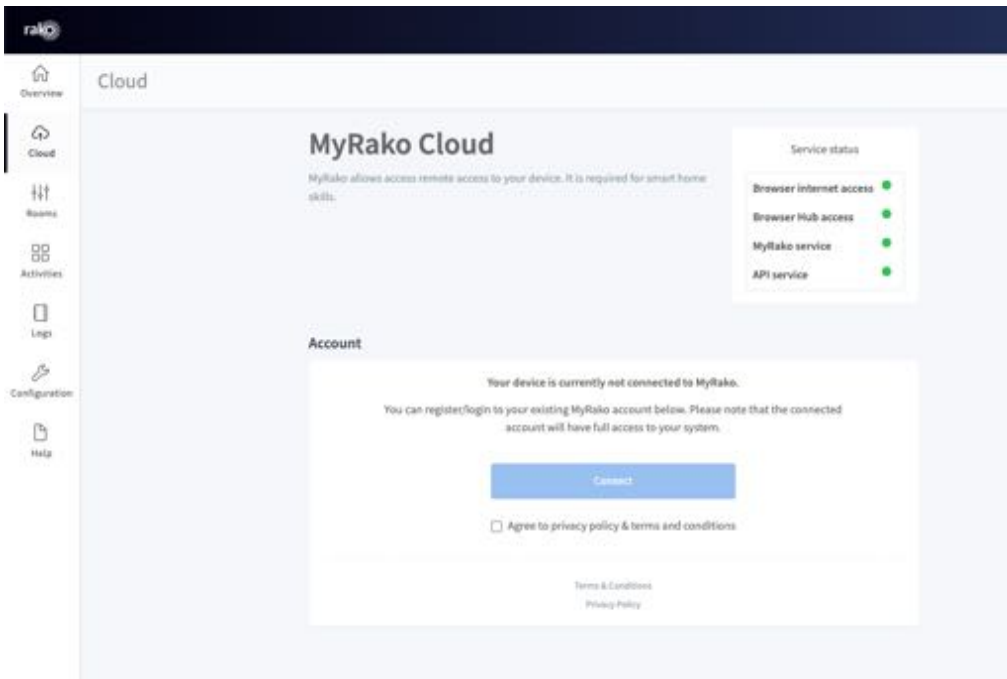 rako
Overview
Cloud
Rooms
Activities
Logs
Configuration
Help
Cloud
MyRako Cloud
MyRako allows access remote access to your device. It is required for smart home
skills.
Service status
Browser internet access
Browser Hub access
MyRako service
API service
Account
Your device is currently not connected to MyRako.
You can register/login to your existing MyRako account below. Please note that the connected
account will have full access to your system.
Connect
Agree to privacy policy & terms and conditions
Terms & Conditions
Privacy Policy